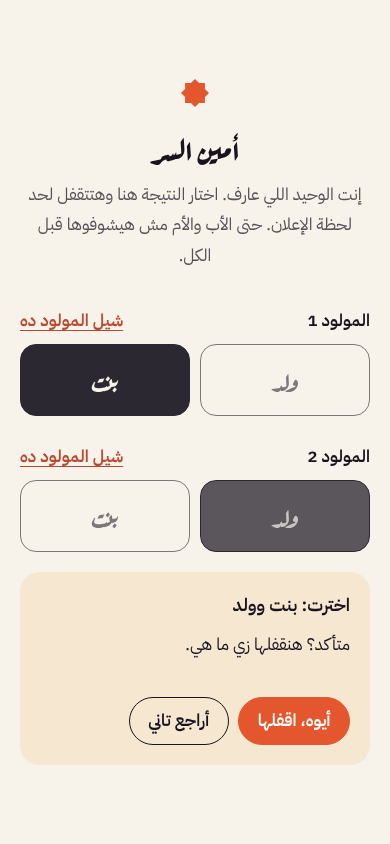 أمين السر
إنت الوحيد اللي عارف. اختار النتيجة هنا وهتتقفل لحد
لحظة الإعلان. حتى الأب والأم مش هيشوفوها قبل
الكل.
المولود 1
شيل المولود ده
ولد
بنت
المولود 2
شيل المولود ده
ولد
بنت
اخترت: بنت وولد
متأكد؟ هنقفلها زي ما هي.
أيوه، اقفلها
أراجع تاني